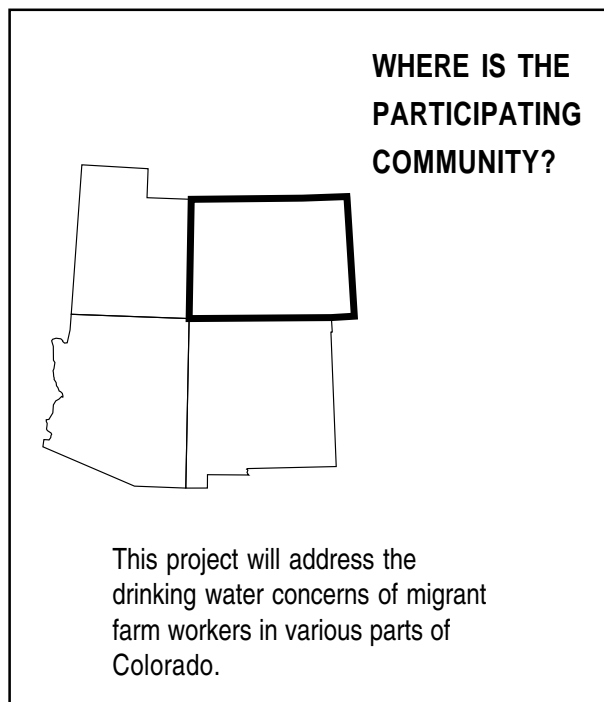 WHERE IS THE
PARTICIPATING
COMMUNITY?
This project will address the
drinking water concerns of migrant
farm workers in various parts of
Colorado.